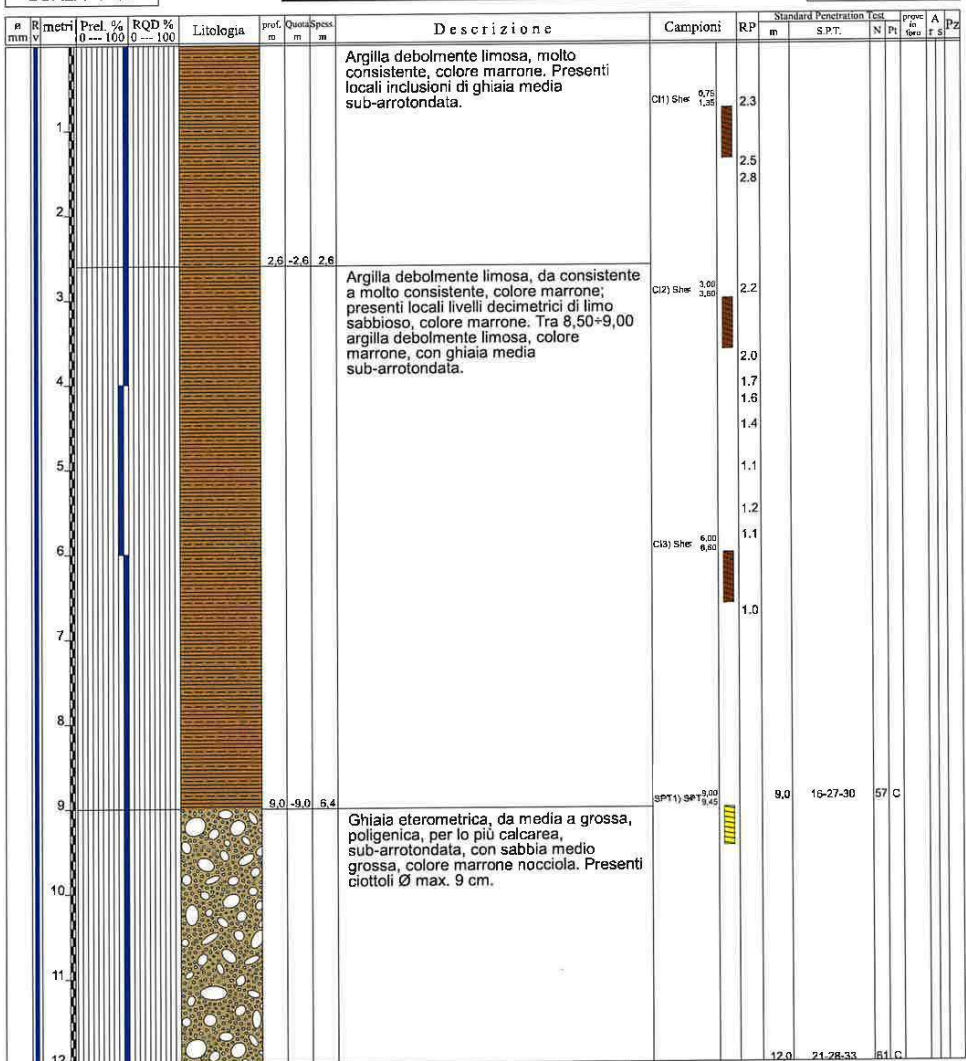 ø mm R v metri Prel. % 0 --- 100 RQD % 0 --- 100 Litologia prof. m Quota m Spess. m Descrizione Campioni RP Standard Penetration Test m S.P.T. N Pt prove in foro A r s Pz
Argilla debolmente limosa, molto
consistente, colore marrone. Presenti
locali inclusioni di ghiaia media
sub-arrotondata.
CI1) She 0,75 1,35 2.3
1
2.5
2.8
2
2,6 -2,6 2,6
Argilla debolmente limosa, da consistente
a molto consistente, colore marrone;
presenti locali livelli decimetrici di limo
sabbioso, colore marrone. Tra 8,50÷9,00
argilla debolmente limosa, colore
marrone, con ghiaia media
sub-arrotondata.
CI2) She 3,00 3,60 2.2
3
2.0
4
1.7
1.6
1.4
5
1.1
1.2
1.1
CI3) She 6,00 6,60
6
1.0
7
8
9
9,0 -9,0 6,4
SPT1) SPT 9,00 9,45 9,0 16-27-30 57 C
Ghiaia eterometrica, da media a grossa,
poligenica, per lo più calcarea,
sub-arrotondata, con sabbia medio
grossa, colore marrone nocciola. Presenti
ciottoli Ø max. 9 cm.
10
11
12
12,0 21-28-33 61 C